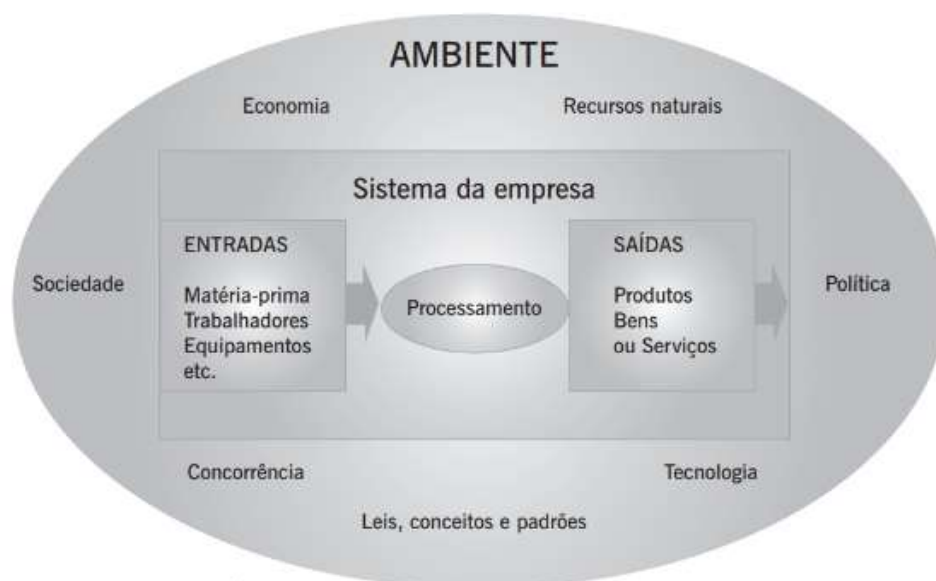 AMBIENTE
Economia
Recursos naturais
Sistema da empresa
ENTRADAS
Matéria-prima
Trabalhadores
Equipamentos
etc.
Processamento
SAÍDAS
Produtos
Bens
ou Serviços
Sociedade
Política
Concorrência
Tecnologia
Leis, conceitos e padrões